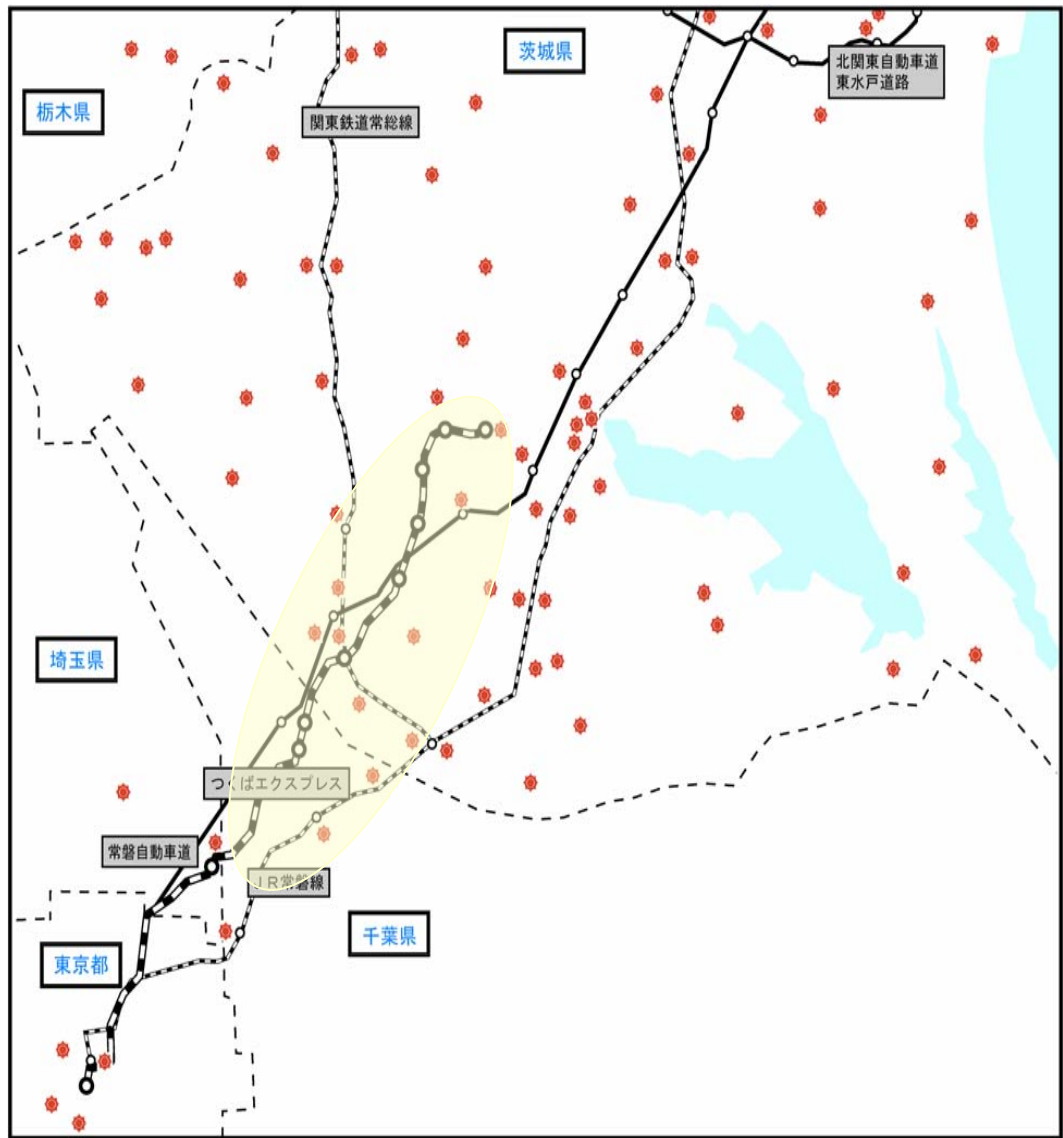 茨城県
北関東自動車道
東水戸道路
栃木県
関東鉄道常総線
埼玉県
つくばエクスプレス
常磐自動車道
JR常磐線
千葉県
東京都